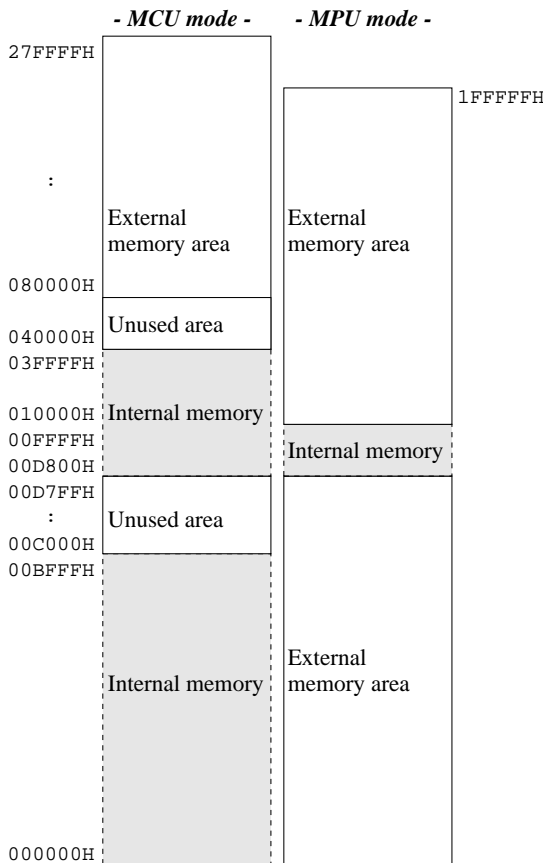 - MCU mode -
- MPU mode -
27FFFFH
1FFFFFH
:
External
memory area
External
memory area
080000H
Unused area
040000H
03FFFFH
010000H
Internal memory
00FFFFH
Internal memory
00D800H
00D7FFH
:
Unused area
00C000H
00BFFFH
Internal memory
External
memory area
000000H